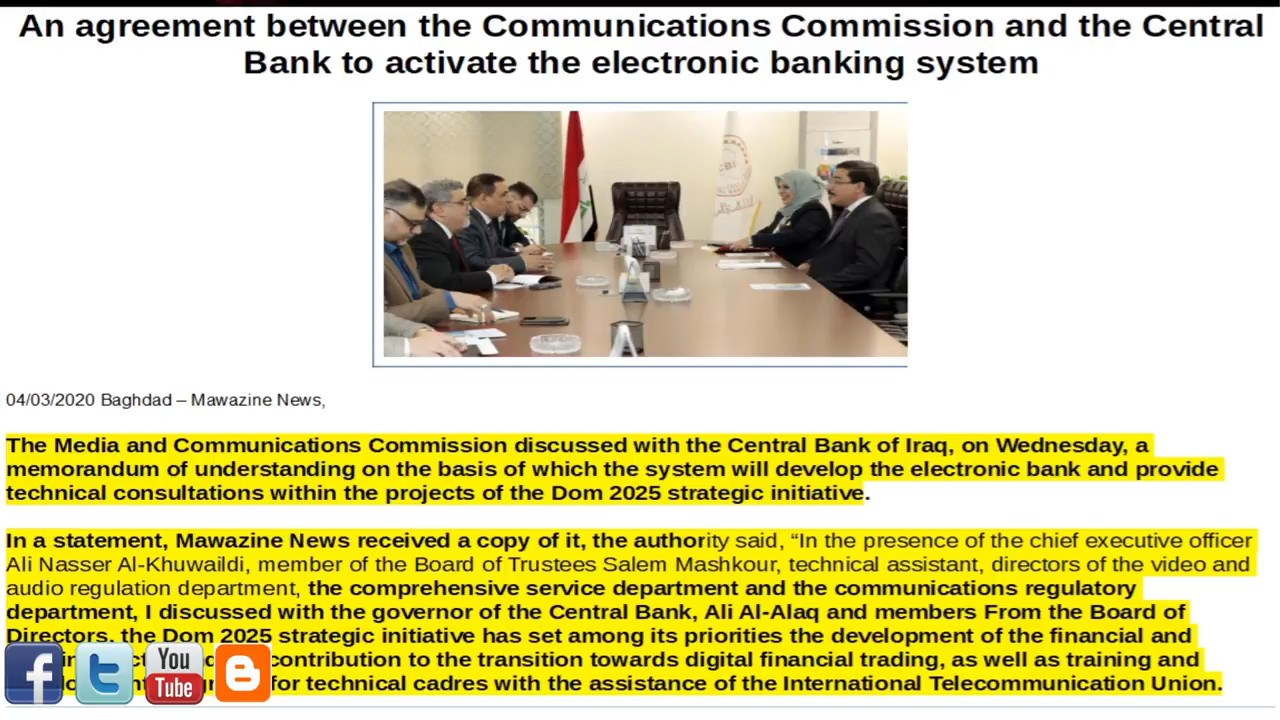 An agreement between the Communications Commission and the Central
Bank to activate the electronic banking system
CBI
04/03/2020 Baghdad – Mawazine News,
The Media and Communications Commission discussed with the Central Bank of Iraq, on Wednesday, a
memorandum of understanding on the basis of which the system will develop the electronic bank and provide
technical consultations within the projects of the Dom 2025 strategic initiative.
In a statement, Mawazine News received a copy of it, the authority said, “In the presence of the chief executive officer
Ali Nasser Al-Khuwaildi, member of the Board of Trustees Salem Mashkour, technical assistant, directors of the video and
audio regulation department, the comprehensive service department and the communications regulatory
department, I discussed with the governor of the Central Bank, Ali Al-Alaq and members From the Board of
Directors, the Dom 2025 strategic initiative has set among its priorities the development of the financial and
contribution to the transition towards digital financial trading, as well as training and
for technical cadres with the assistance of the International Telecommunication Union.
f
t
You
Tube
B